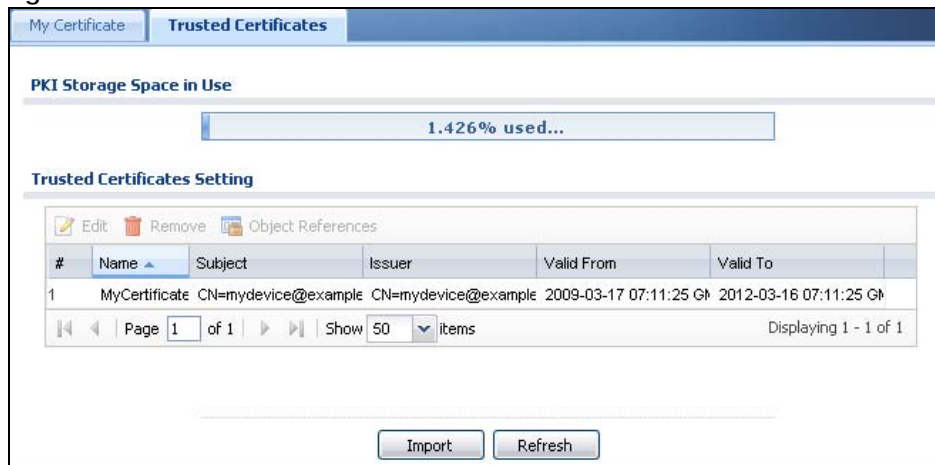 My Certificate Trusted Certificates
PKI Storage Space in Use
1.426% used...
Trusted Certificates Setting
Edit Remove Object References
# Name Subject Issuer Valid From Valid To
1 MyCertificate CN=mydevice@example CN=mydevice@example 2009-03-17 07:11:25 GM 2012-03-16 07:11:25 GM
Page 1 of 1 Show 50 items Displaying 1 - 1 of 1
Import Refresh